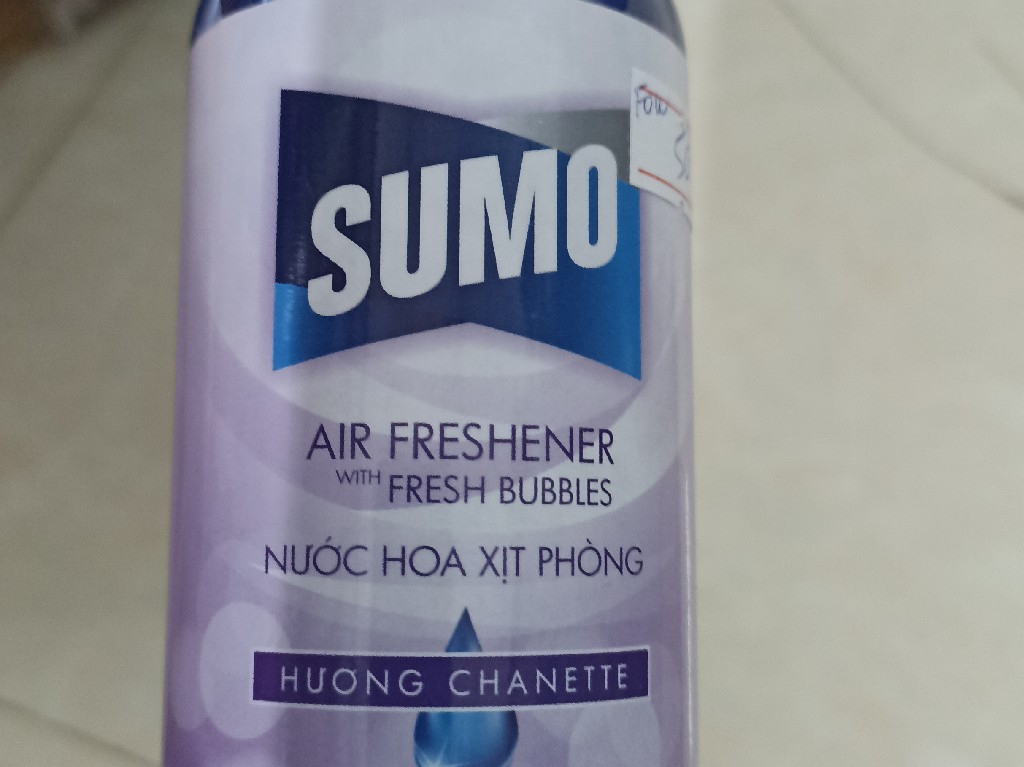 SUMO
AIR FRESHENER
WITH FRESH BUBBLES
NƯỚC HOA XỊT PHÒNG
HƯƠNG CHANETTE